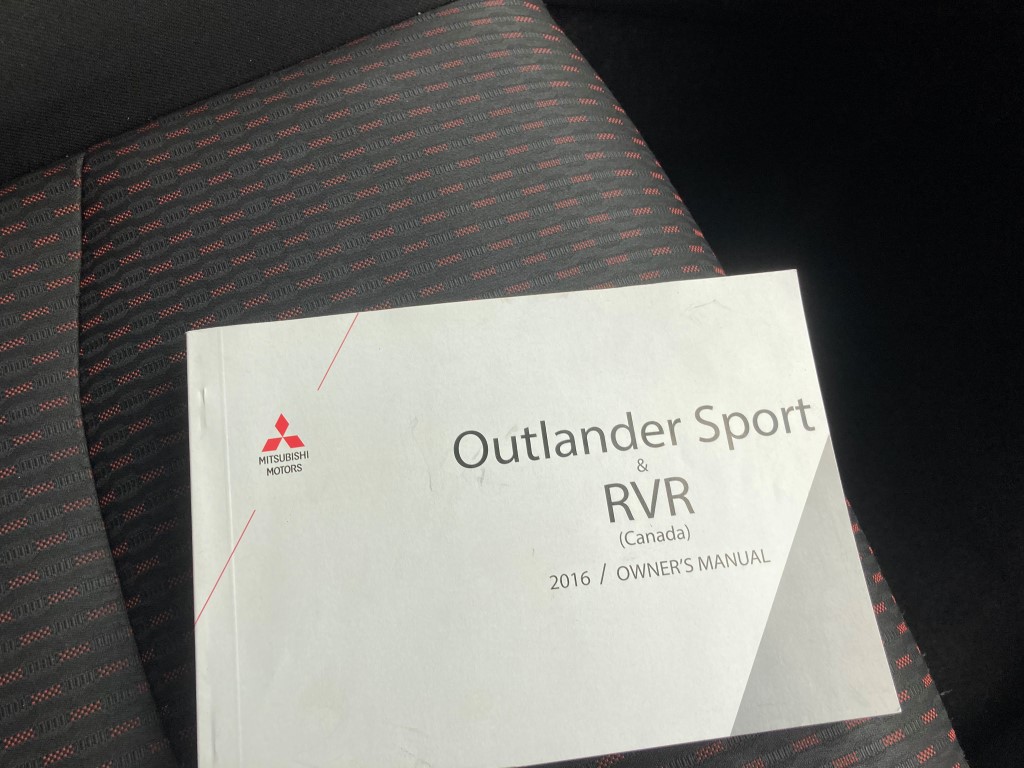 MITSUBISHI
MOTORS
Outlander Sport
&
RVR
(Canada)
2016 / OWNER'S MANUAL